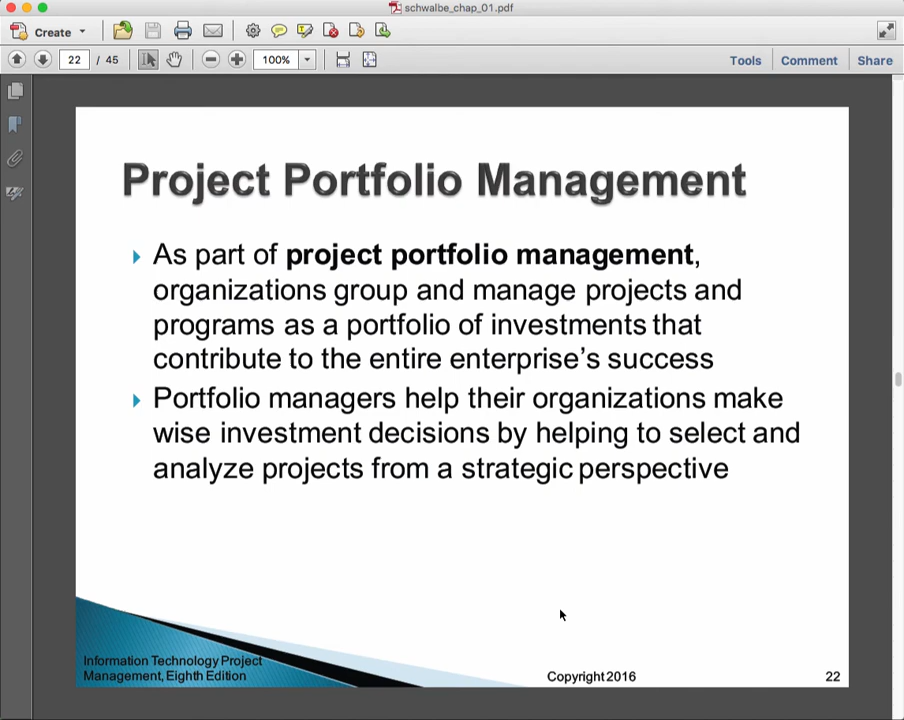 schwalbe_chap_01.pdf
Create
22 / 45 100% Tools Comment Share
Project Portfolio Management
As part of project portfolio management,
organizations group and manage projects and
programs as a portfolio of investments that
contribute to the entire enterprise's success
Portfolio managers help their organizations make
wise investment decisions by helping to select and
analyze projects from a strategic perspective
Information Technology Project
Management, Eighth Edition
Copyright 2016
22